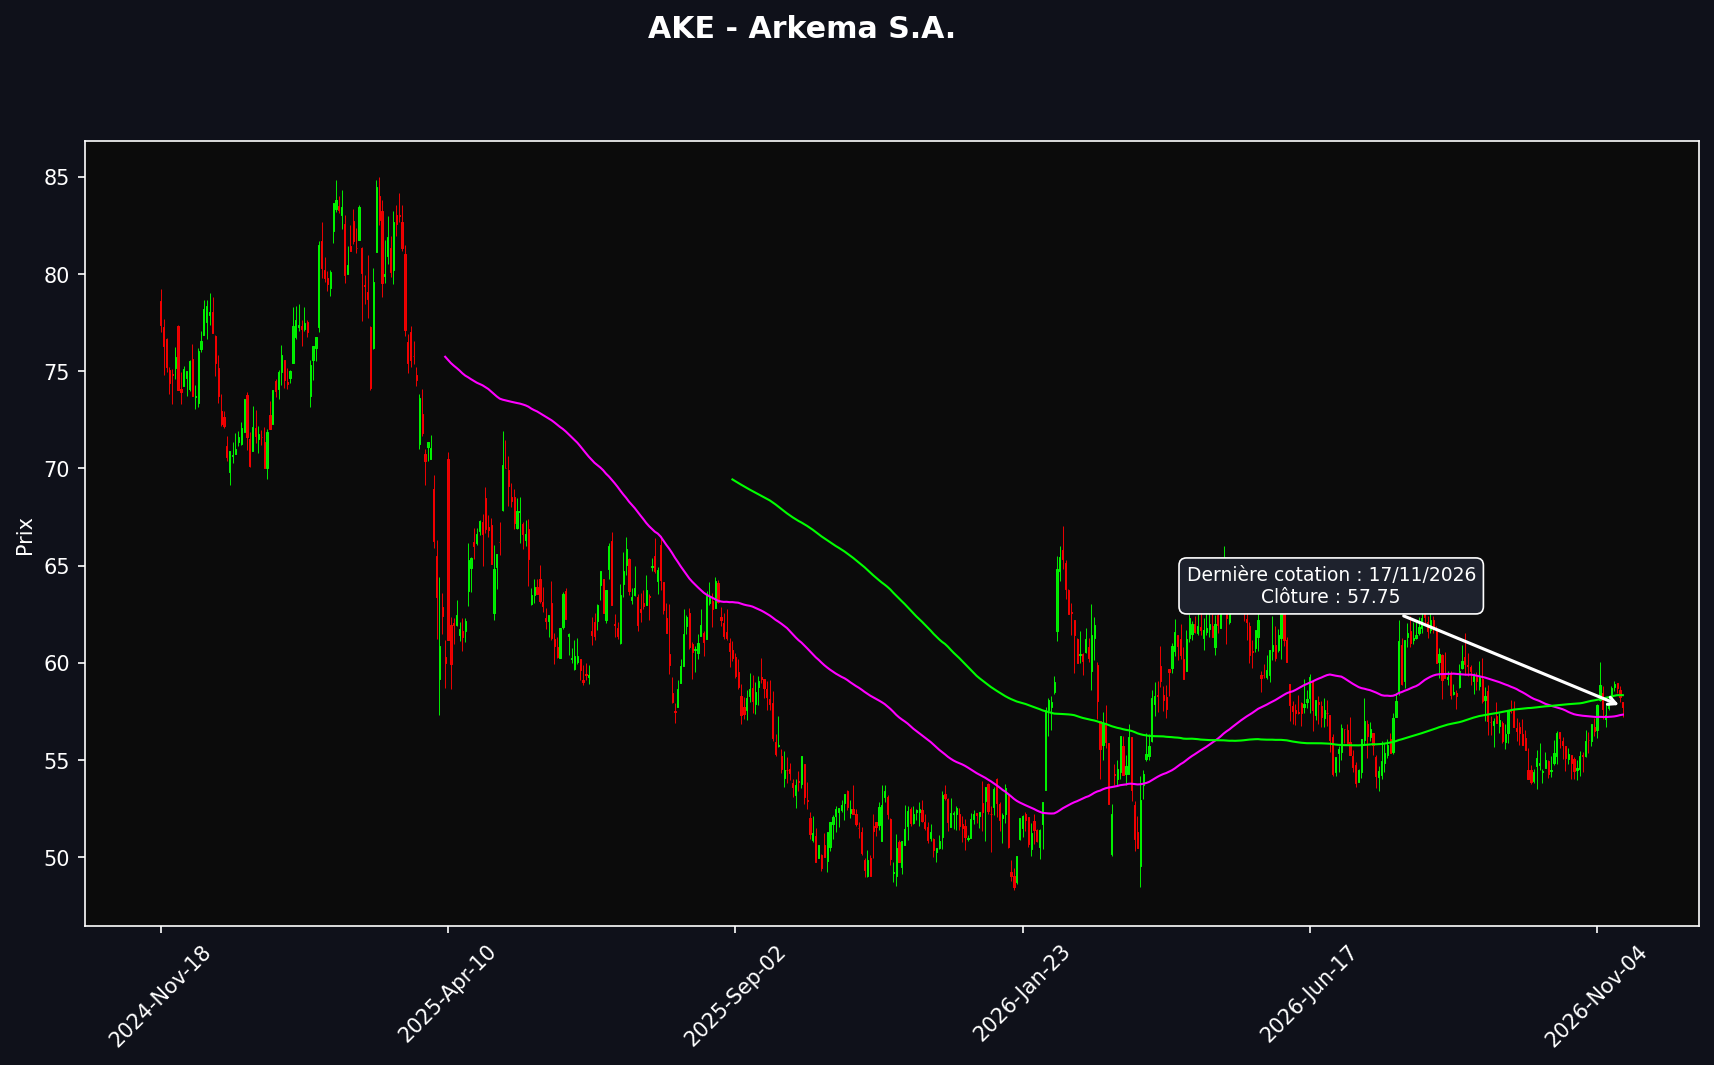 AKE - Arkema S.A.
85
80
75
70
65
60
55
50
Prix
Dernière cotation : 17/11/2026
Clôture : 57.75
2024-Nov-18
2025-Apr-10
2025-Sep-02
2026-Jan-23
2026-Jun-17
2026-Nov-04